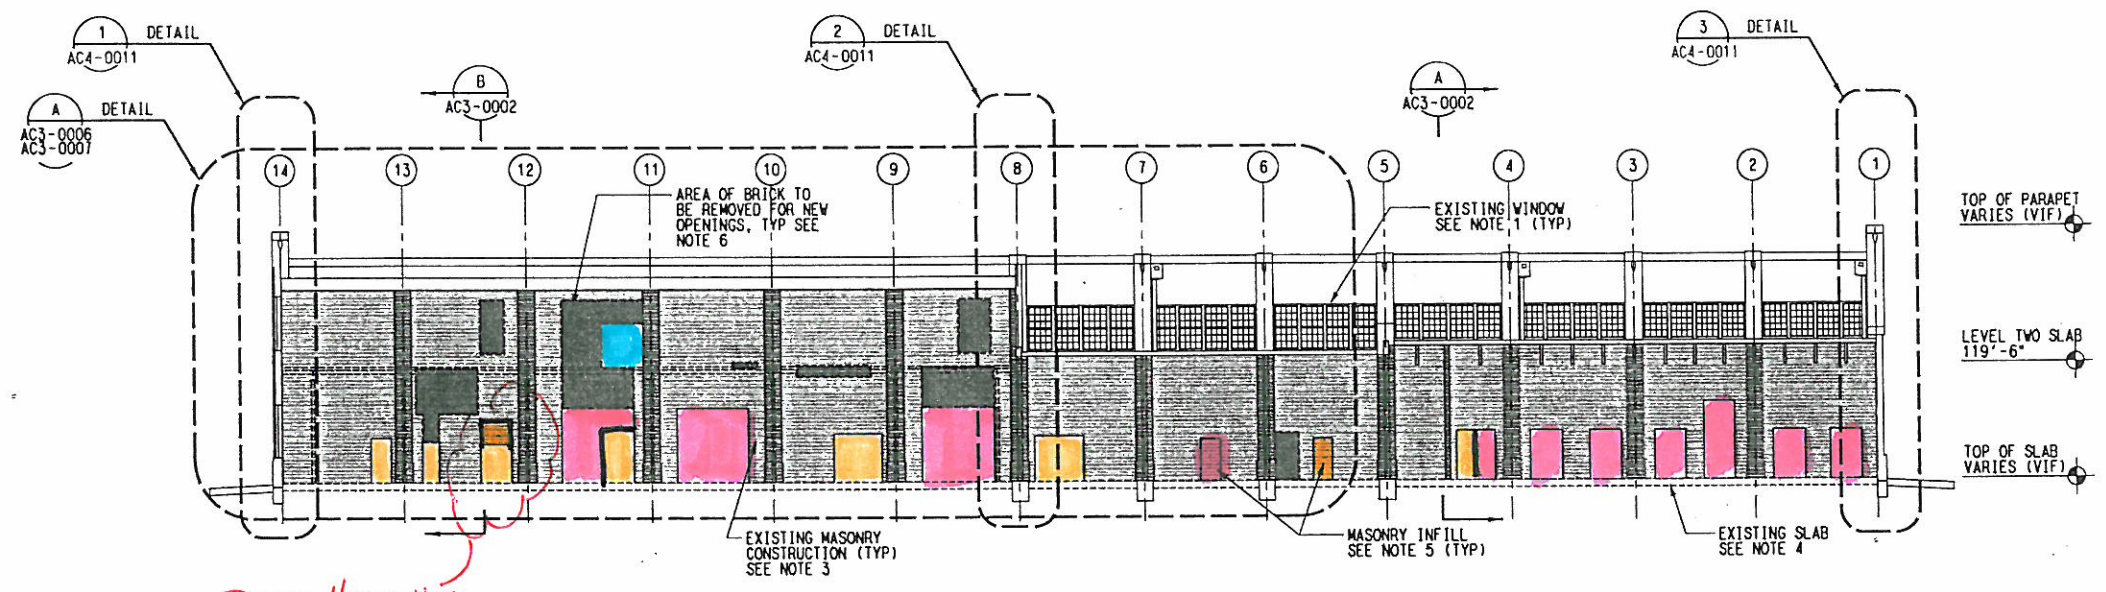 1 DETAIL
AC4-0011
A DETAIL
AC3-0006
AC3-0007
B
AC3-0002
2 DETAIL
AC4-0011
A
AC3-0002
3 DETAIL
AC4-0011
14 13 12 11 10 9 8 7 6 5 4 3 2 1
AREA OF BRICK TO
BE REMOVED FOR NEW
OPENINGS, TYP SEE
NOTE 6
EXISTING WINDOW
SEE NOTE 1 (TYP)
TOP OF PARAPET
VARIES (VIF)
LEVEL TWO SLAB
119'-6"
TOP OF SLAB
VARIES (VIF)
EXISTING MASONRY
CONSTRUCTION (TYP)
SEE NOTE 3
MASONRY INFILL
SEE NOTE 5 (TYP)
EXISTING SLAB
SEE NOTE 4